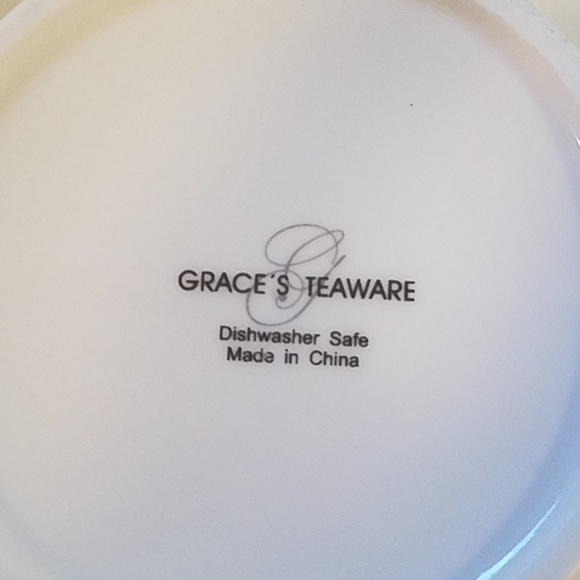 G
GRACE´S TEAWARE
Dishwasher Safe
Made in China